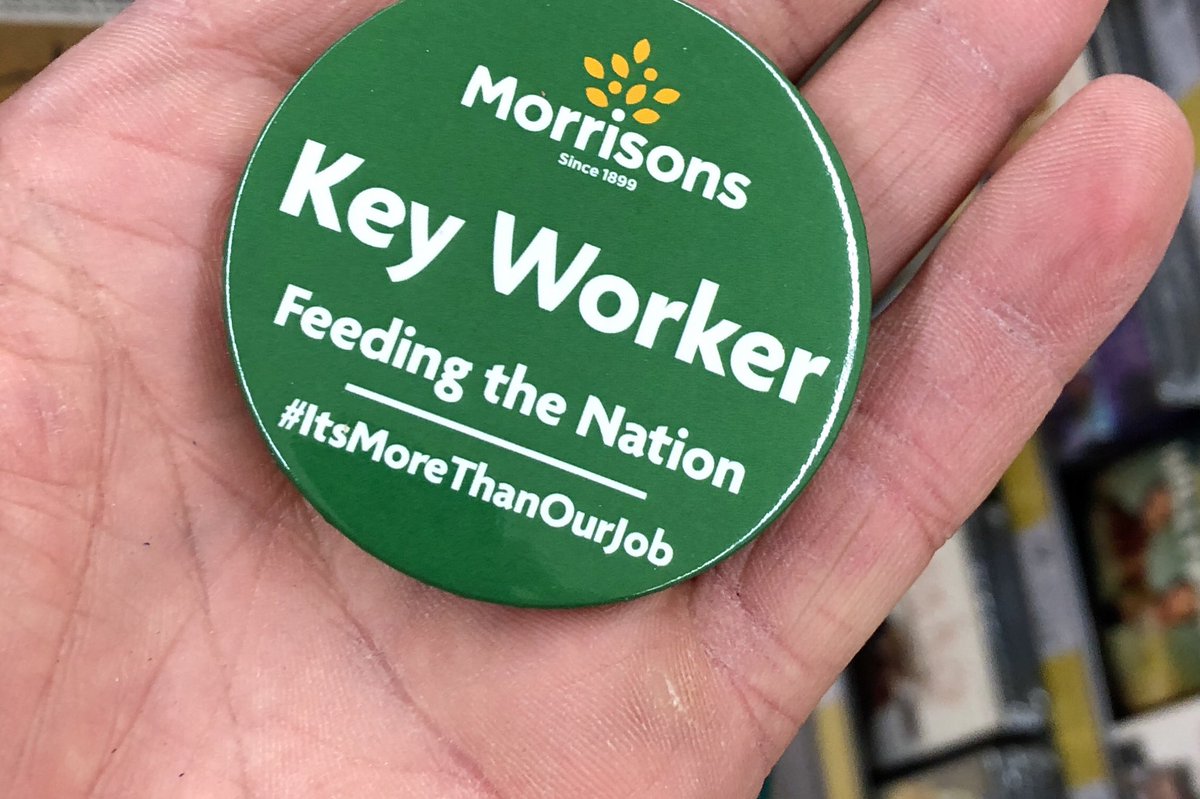 Morrisons
Since 1899
Key Worker
Feeding the Nation
#ItsMoreThanOurJob